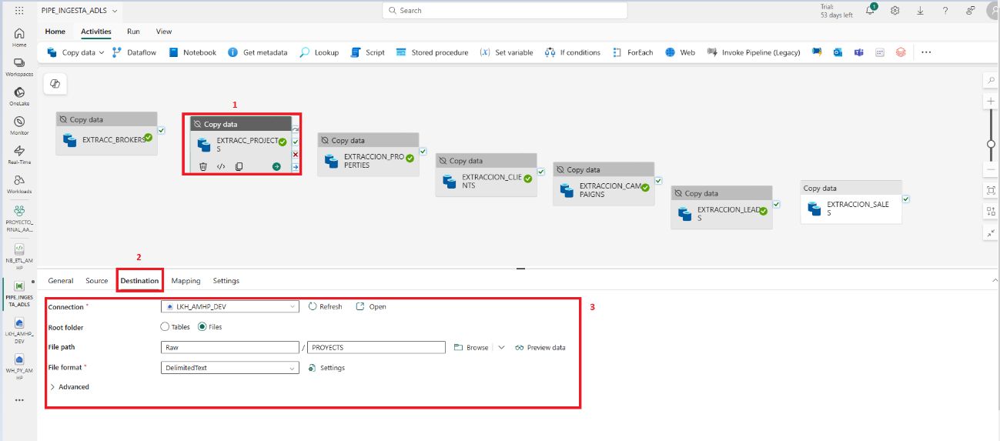 PIPE_INGESTA_ADLS
Search
Trial:
53 days left
1
Home
Activities
Run
View
Copy data
Dataflow
Notebook
Get metadata
Lookup
Script
Stored procedure
Set variable
If conditions
ForEach
Web
Invoke Pipeline (Legacy)
Home
Workspaces
OneLake
Monitor
Real-Time
Workloads
PROYECTO_
FINAL_AA...
NB_ETL_AM
HP
PIPE_INGES
TA_ADLS
LKH_AMHP_
DEV
WH_PY_AM
HP
1
Copy data
EXTRACC_BROKERS
Copy data
EXTRACC_PROJECT
S
Copy data
EXTRACCION_PRO
PERTIES
Copy data
EXTRACCION_CLIE
NTS
Copy data
EXTRACCION_CAM
PAIGNS
Copy data
EXTRACCION_LEAD
S
Copy data
EXTRACCION_SALE
S
2
General
Source
Destination
Mapping
Settings
3
Connection *
LKH_AMHP_DEV
Refresh
Open
Root folder
Tables
Files
File path
Raw
/
PROYECTS
Browse
Preview data
File format *
DelimitedText
Settings
Advanced